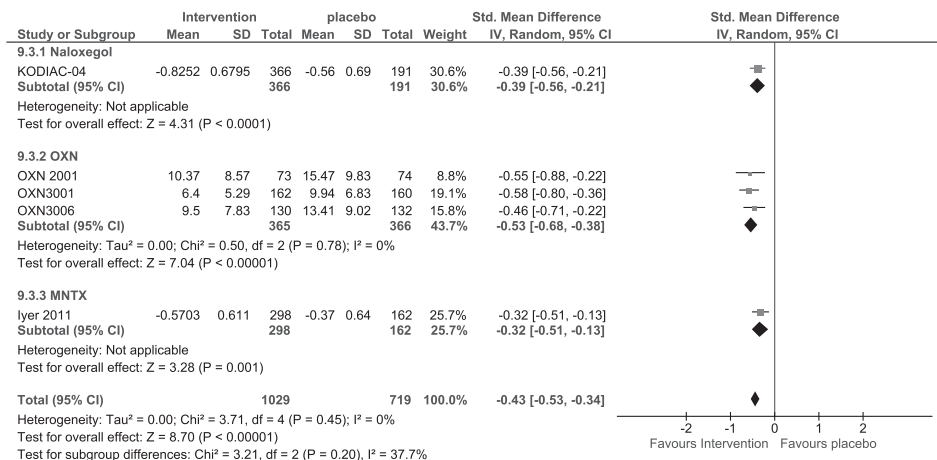 Intervention placebo Std. Mean Difference Std. Mean Difference
Study or Subgroup Mean SD Total Mean SD Total Weight IV, Random, 95% CI IV, Random, 95% CI
9.3.1 Naloxegol
KODIAC-04 -0.8252 0.6795 366 -0.56 0.69 191 30.6% -0.39 [-0.56, -0.21]
Subtotal (95% CI) 366 191 30.6% -0.39 [-0.56, -0.21]
Heterogeneity: Not applicable
Test for overall effect: Z = 4.31 (P < 0.0001)
9.3.2 OXN
OXN 2001 10.37 8.57 73 15.47 9.83 74 8.8% -0.55 [-0.88, -0.22]
OXN3001 6.4 5.29 162 9.94 6.83 160 19.1% -0.58 [-0.80, -0.36]
OXN3006 9.5 7.83 130 13.41 9.02 132 15.8% -0.46 [-0.71, -0.22]
Subtotal (95% CI) 365 366 43.7% -0.53 [-0.68, -0.38]
Heterogeneity: Tau² = 0.00; Chi² = 0.50, df = 2 (P = 0.78); I² = 0%
Test for overall effect: Z = 7.04 (P < 0.00001)
9.3.3 MNTX
Iyer 2011 -0.5703 0.611 298 -0.37 0.64 162 25.7% -0.32 [-0.51, -0.13]
Subtotal (95% CI) 298 162 25.7% -0.32 [-0.51, -0.13]
Heterogeneity: Not applicable
Test for overall effect: Z = 3.28 (P = 0.001)
Total (95% CI) 1029 719 100.0% -0.43 [-0.53, -0.34]
Heterogeneity: Tau² = 0.00; Chi² = 3.71, df = 4 (P = 0.45); I² = 0%
-2 -1 0 1 2
Test for overall effect: Z = 8.70 (P < 0.00001)
Favours Intervention Favours placebo
Test for subgroup differences: Chi² = 3.21, df = 2 (P = 0.20), I² = 37.7%